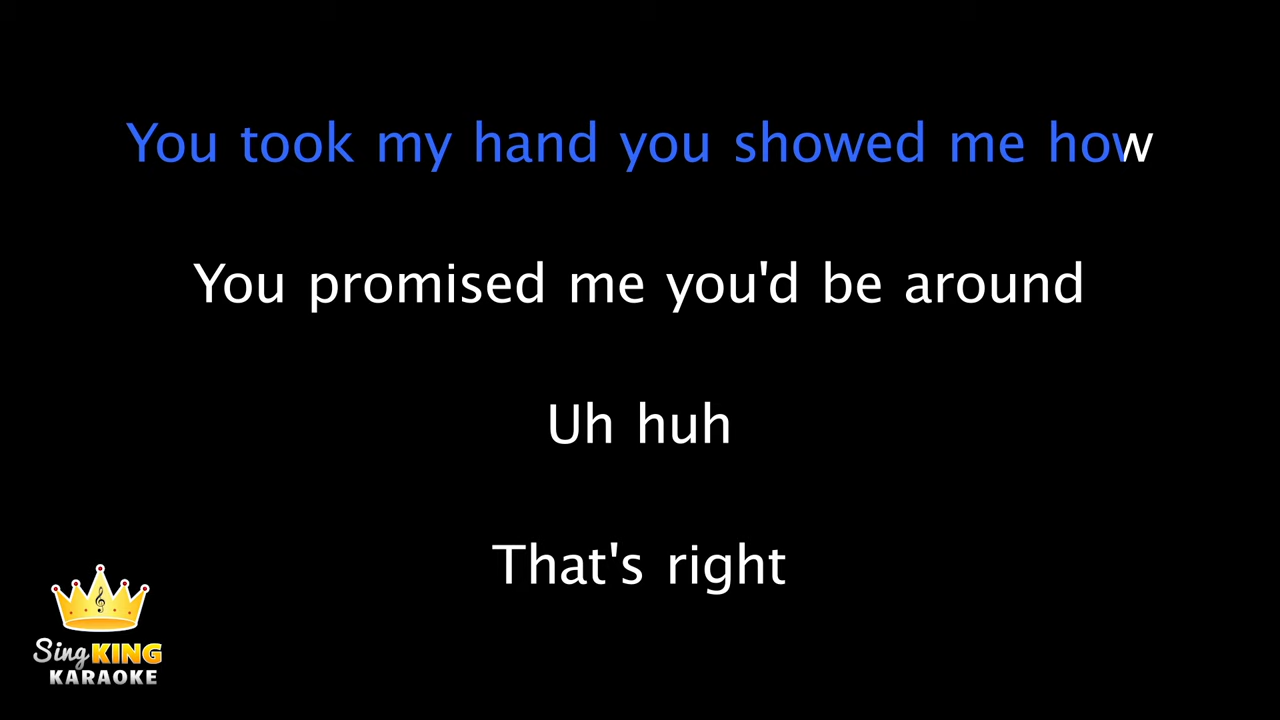 You took my hand you showed me how
You promised me you'd be around
Uh huh
That's right
Sing KING
KARAOKE